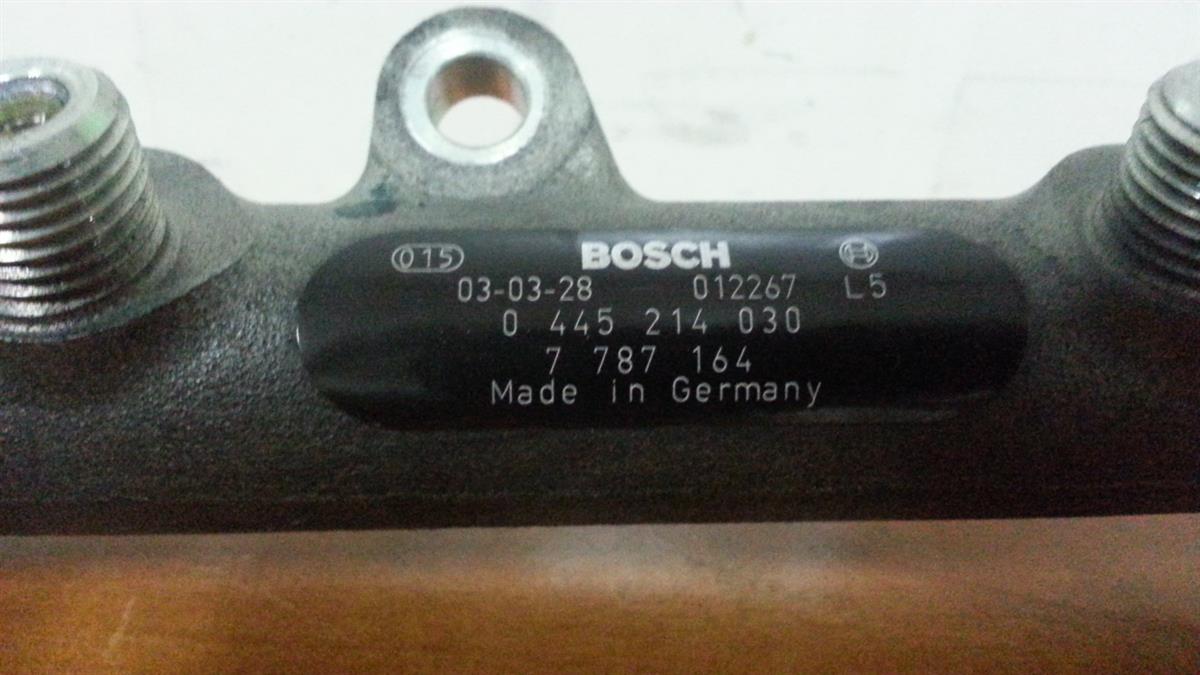 015 BOSCH
03-03-28 012267 L5
0 445 214 030
7 787 164
Made in Germany